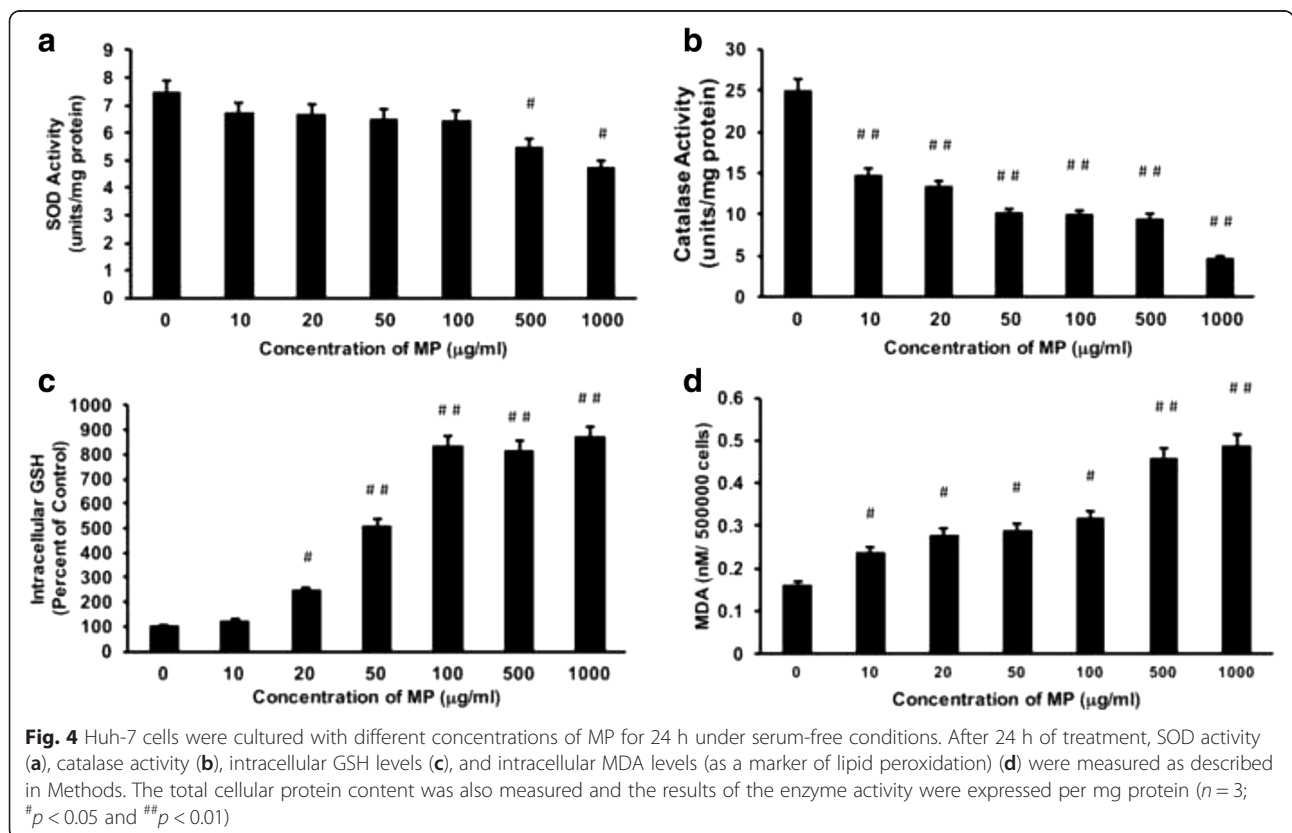 a
9
8
7
6
5
4
3
2
1
0
SOD Activity
(units/mg protein)
#
#
0 10 20 50 100 500 1000
Concentration of MP (µg/ml)
b
30
25
20
15
10
5
0
Catalase Activity
(units/mg protein)
# #
# #
# #
# #
# #
# #
0 10 20 50 100 500 1000
Concentration of MP (µg/ml)
c
1000
900
800
700
600
500
400
300
200
100
0
Intracellular GSH
(Percent of Control)
#
# #
# #
# #
# #
0 10 20 50 100 500 1000
Concentration of MP (µg/ml)
d
0.6
0.5
0.4
0.3
0.2
0.1
0
MDA (nM/ 500000 cells)
#
#
#
#
# #
# #
0 10 20 50 100 500 1000
Concentration of MP (µg/ml)
Fig. 4 Huh-7 cells were cultured with different concentrations of MP for 24 h under serum-free conditions. After 24 h of treatment, SOD activity
(a), catalase activity (b), intracellular GSH levels (c), and intracellular MDA levels (as a marker of lipid peroxidation) (d) were measured as described
in Methods. The total cellular protein content was also measured and the results of the enzyme activity were expressed per mg protein (n = 3;
#p < 0.05 and ##p < 0.01)